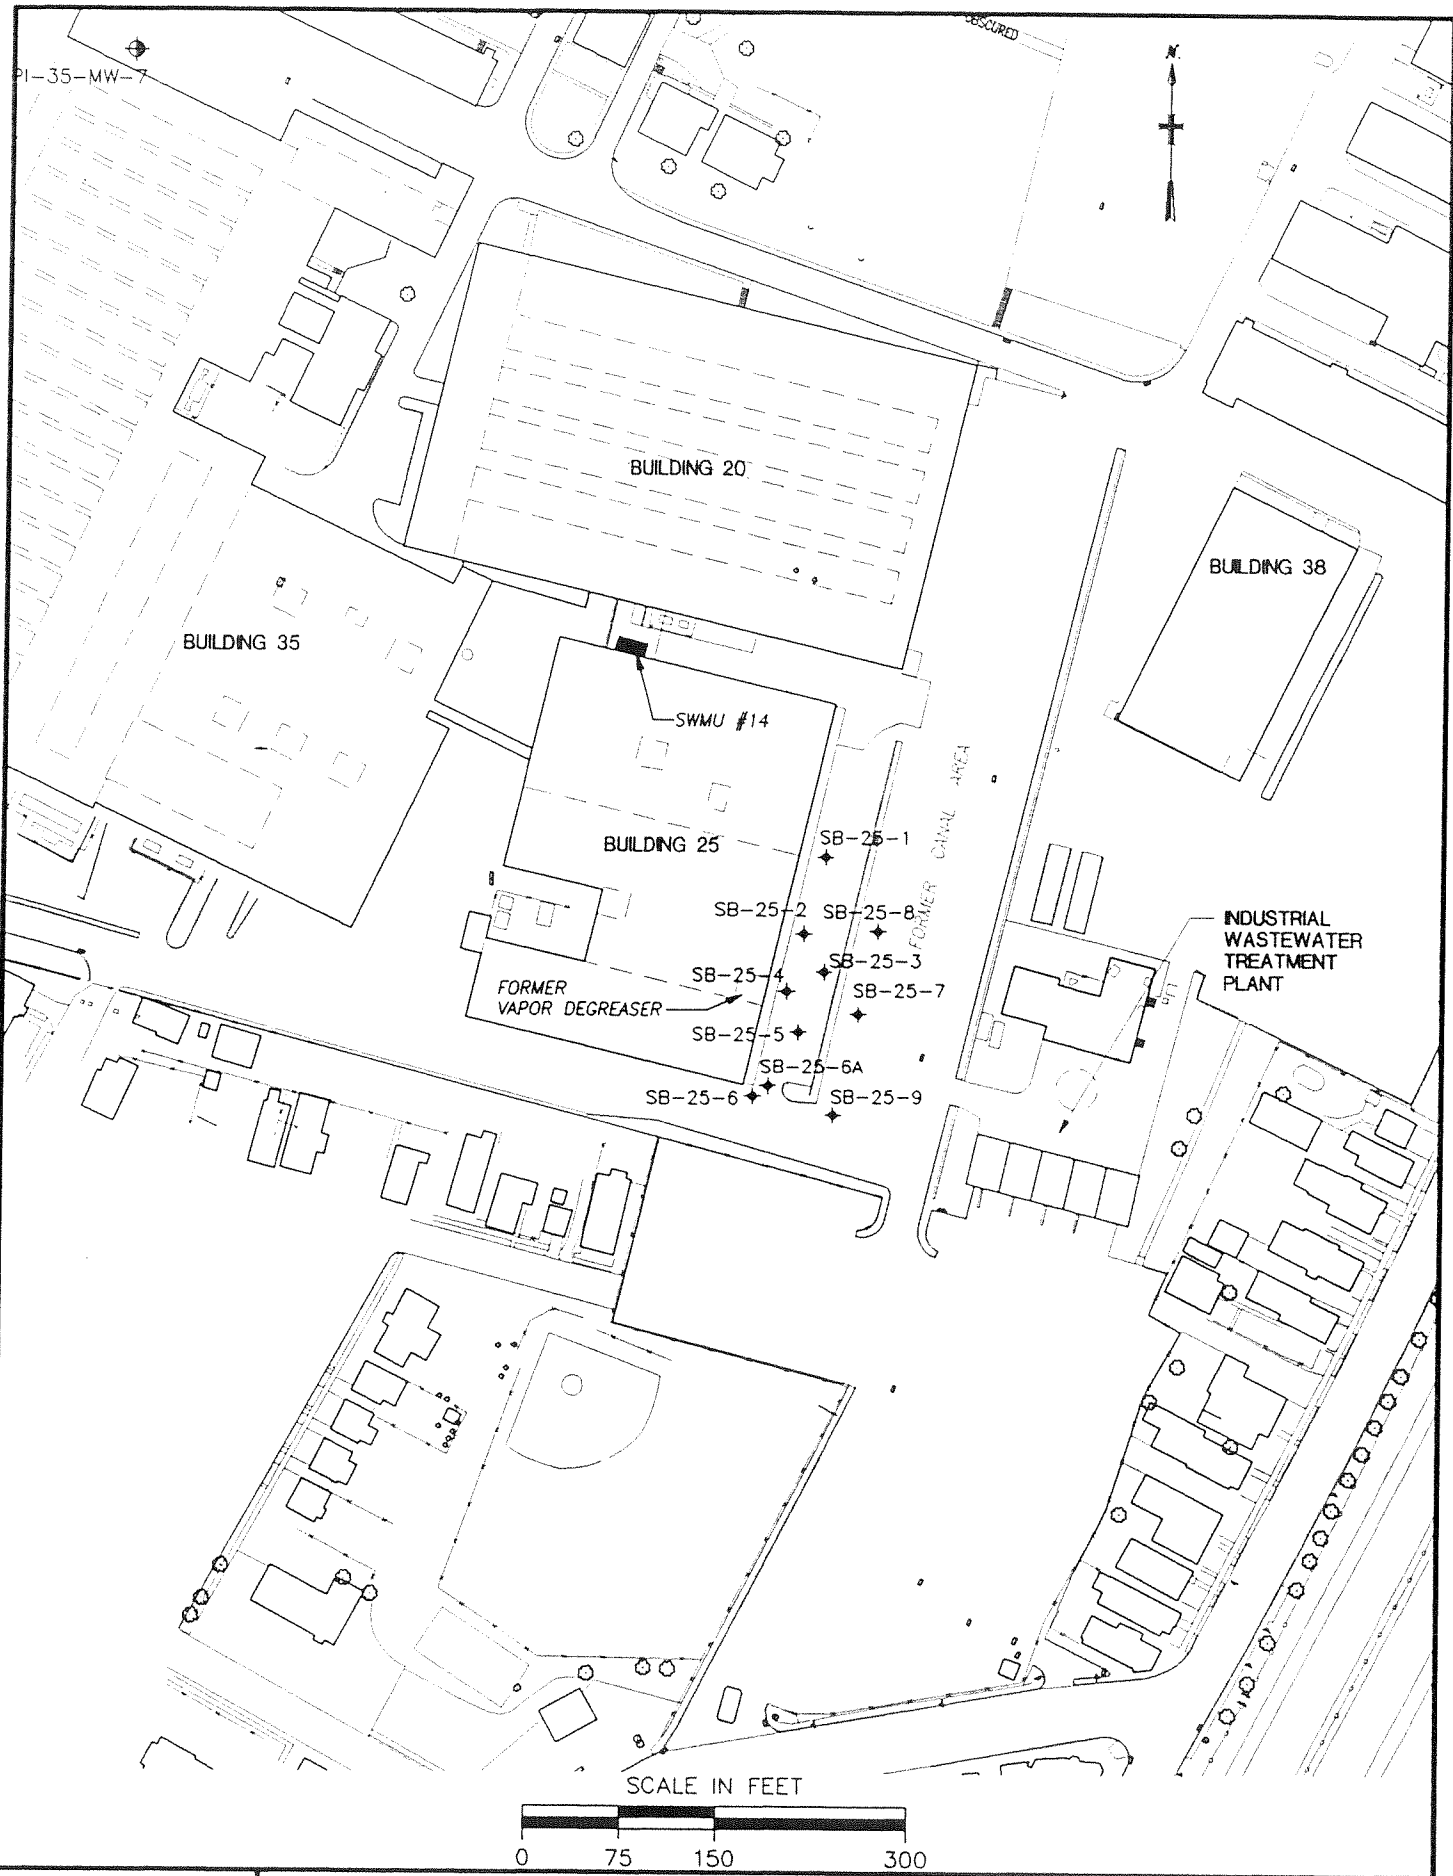 OBSCURED
N
PI-35-MW-7
BUILDING 20
BUILDING 38
BUILDING 35
SWMU #14
FORMER CANAL AREA
BUILDING 25
SB-25-1
SB-25-2
SB-25-8
INDUSTRIAL
WASTEWATER
TREATMENT
PLANT
SB-25-3
SB-25-4
FORMER
VAPOR DEGREASER
SB-25-7
SB-25-5
SB-25-6A
SB-25-6
SB-25-9
SCALE IN FEET
0 75 150 300